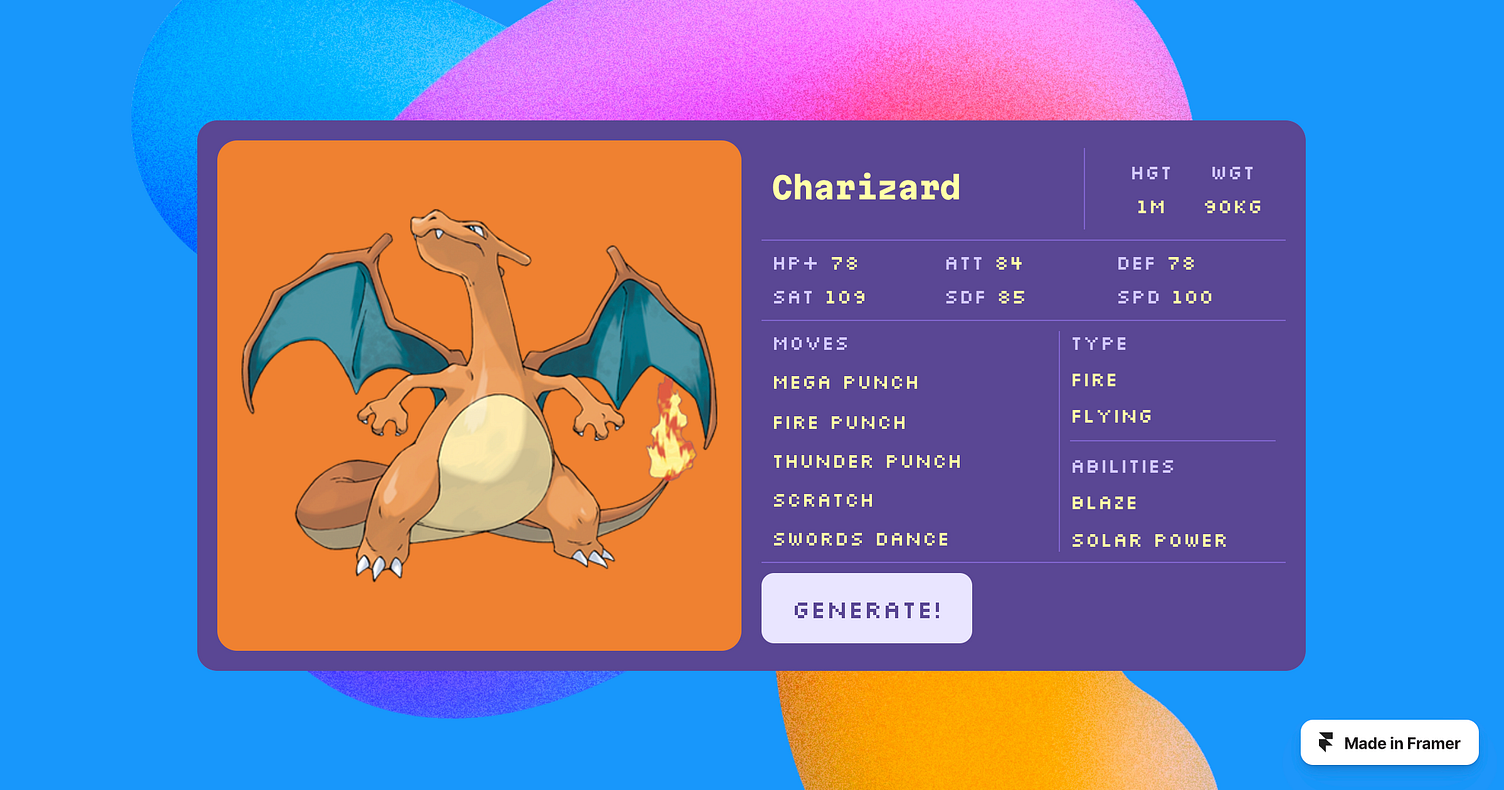 Charizard
HGT WGT
1M 90KG
HP+ 78 ATT 84 DEF 78
SAT 109 SDF 85 SPD 100
MOVES
MEGA PUNCH
FIRE PUNCH
THUNDER PUNCH
SCRATCH
SWORDS DANCE
TYPE
FIRE
FLYING
ABILITIES
BLAZE
SOLAR POWER
GENERATE!
Made in Framer